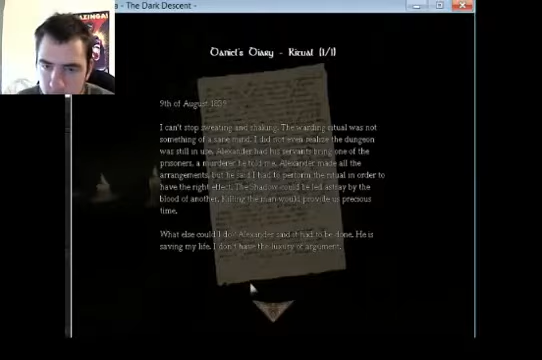 - The Dark Descent -
BAZINGA!
Daniel's Diary - Ritual (1/1)
9th of August 1839
I can't stop sweating and shaking. The warding ritual was not
something of a sane mind. I did not even realize the dungeon
was still in use. Alexander had his servants bring one of the
prisoners, a murderer he told me. Alexander made all the
arrangements, but he said I had to perform the ritual in order to
have the right effect. The Shadow could be led astray by the
blood of another. Killing the man would provide us precious
time.
What else could I do? Alexander said it had to be done. He is
saving my life. I don't have the luxury of argument.